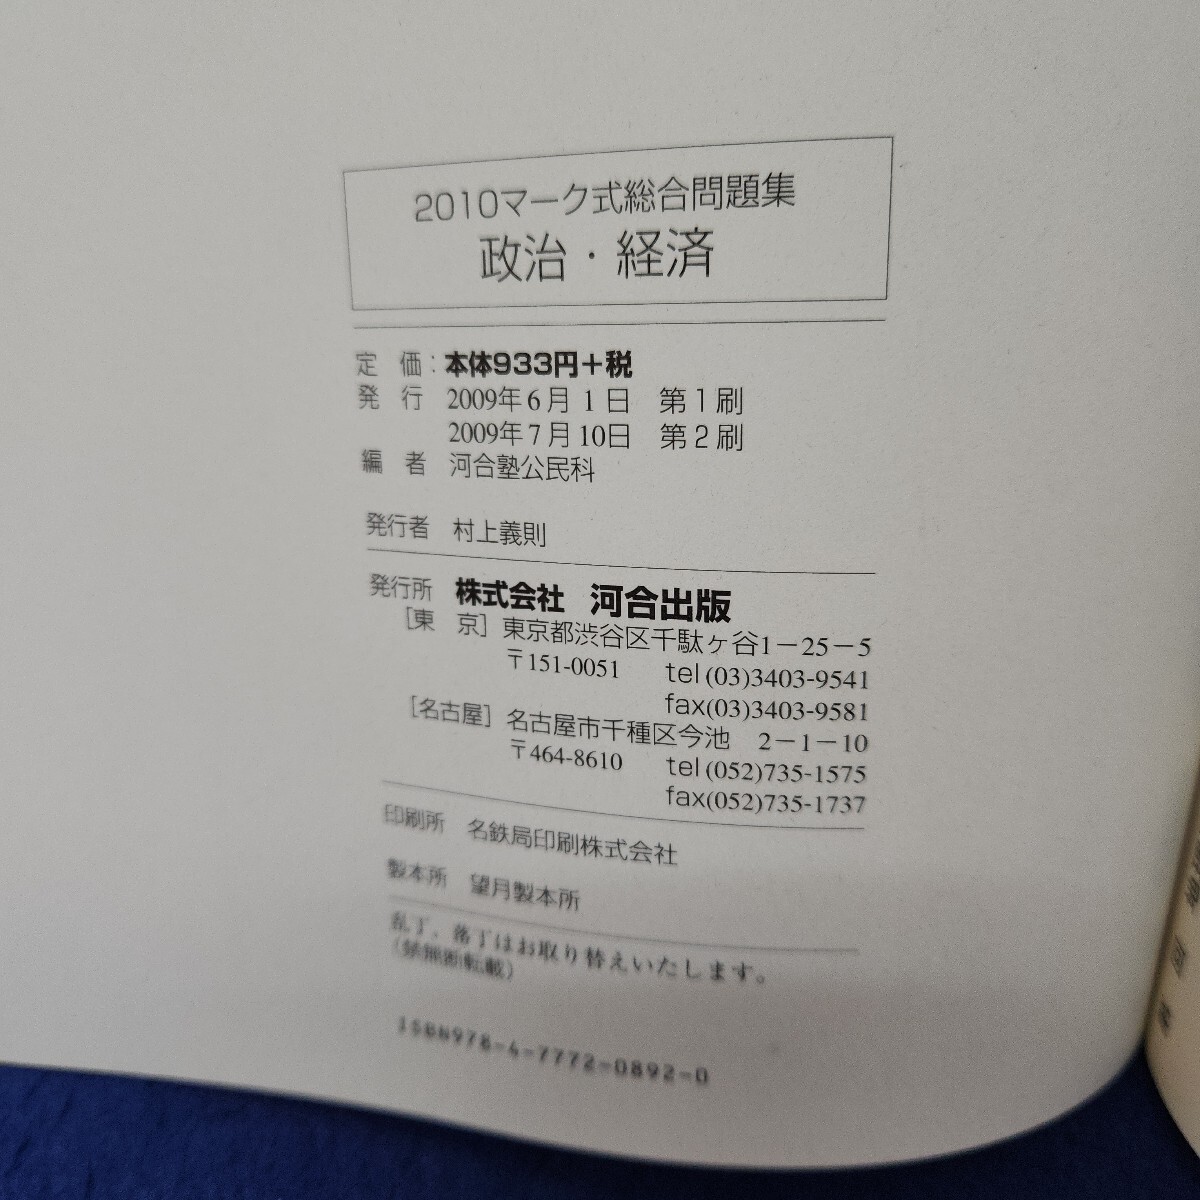 2010マーク式総合問題集
政治・経済
定　価：本体933円＋税
発　行　2009年6月1日　第1刷
2009年7月10日　第2刷
編　者　河合塾公民科
発行者　村上義則
発行所　株式会社　河合出版
［東　京］東京都渋谷区千駄ヶ谷1－25－5
〒151-0051　tel(03)3403-9541
fax(03)3403-9581
［名古屋］名古屋市千種区今池　2－1－10
〒464-8610　tel(052)735-1575
fax(052)735-1737
印刷所　名鉄局印刷株式会社
製本所　望月製本所
乱丁，落丁はお取り替えいたします。
（禁無断転載）
ISBN978-4-7772-0892-0